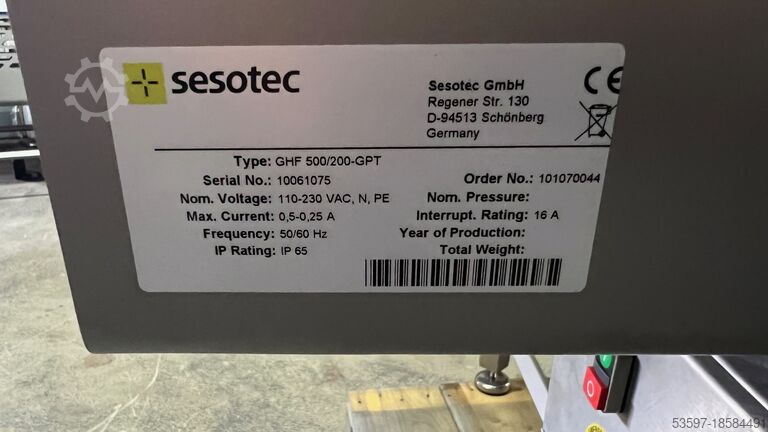 sesotec
Sesotec GmbH
Regener Str. 130
D-94513 Schönberg
Germany
CE
Type: GHF 500/200-GPT
Serial No.: 10061075
Order No.: 101070044
Nom. Voltage: 110-230 VAC, N, PE
Nom. Pressure:
Max. Current: 0,5-0,25 A
Interrupt. Rating: 16 A
Frequency: 50/60 Hz
Year of Production:
IP Rating: IP 65
Total Weight:
53597-18584491